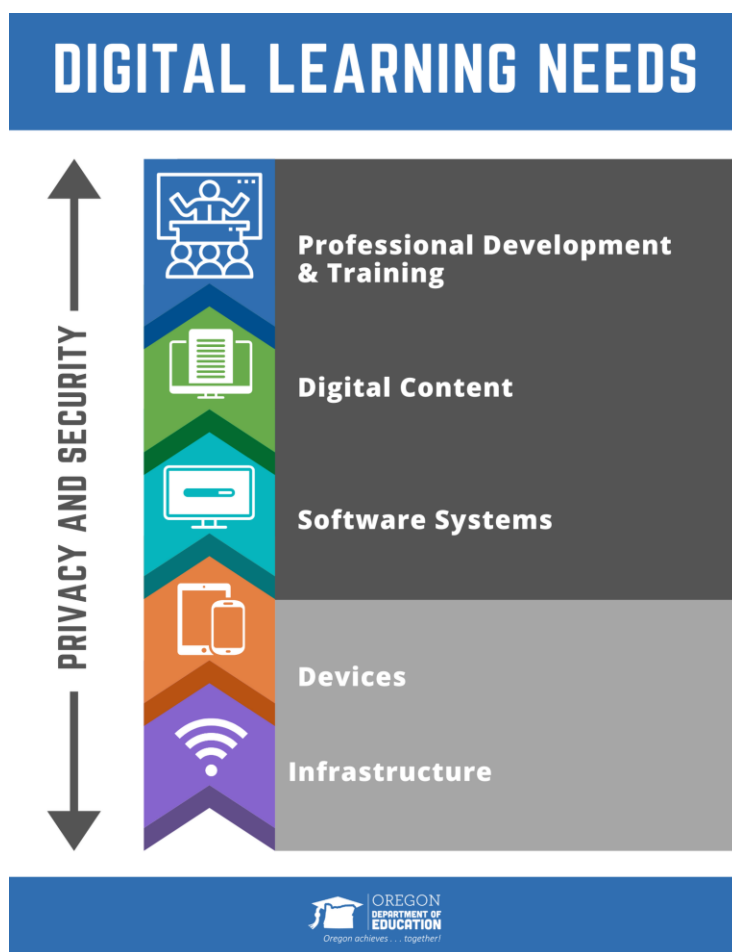 DIGITAL LEARNING NEEDS
PRIVACY AND SECURITY
Professional Development
& Training
Digital Content
Software Systems
Devices
Infrastructure
OREGON
DEPARTMENT OF
EDUCATION
Oregon achieves . . . together!